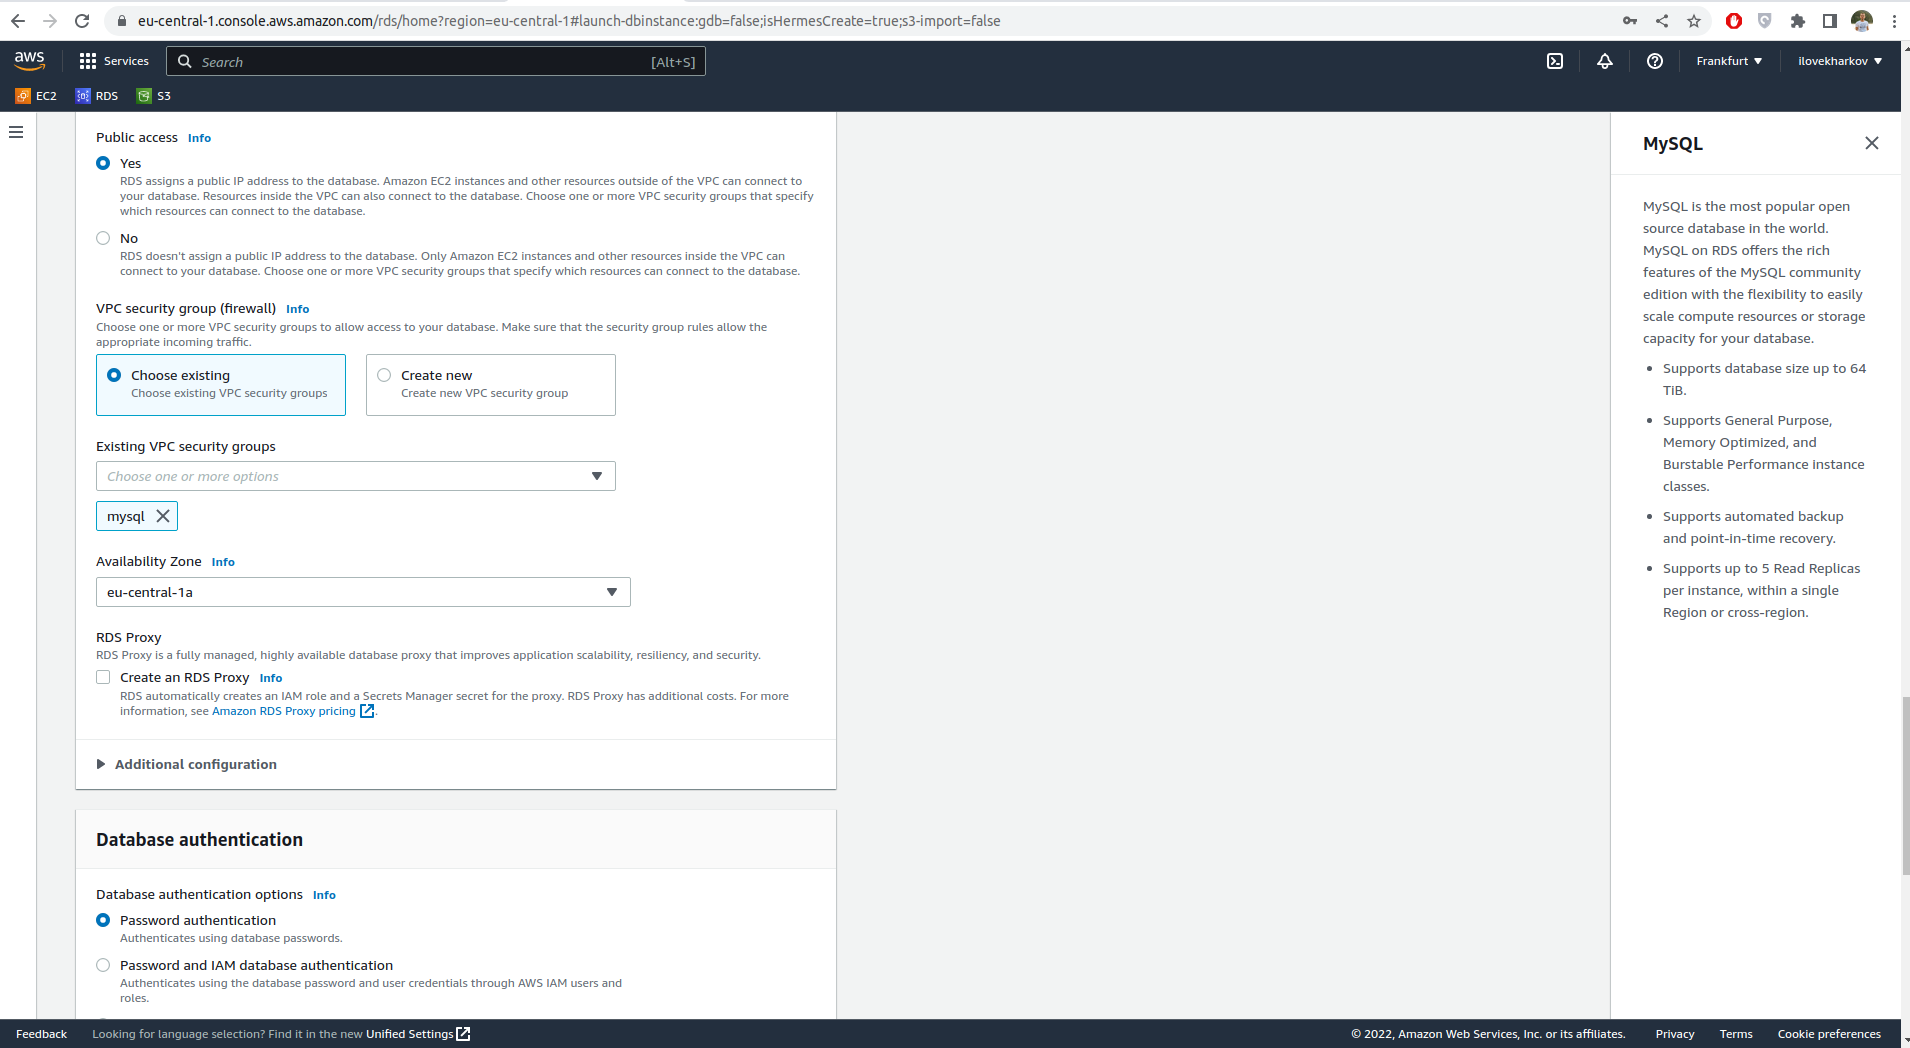 eu-central-1.console.aws.amazon.com/rds/home?region=eu-central-1#launch-dbinstance:gdb=false;isHermesCreate=true;s3-import=false
aws
Services
Search
[Alt+S]
Frankfurt
ilovekharkov
EC2
RDS
S3
Public access Info
Yes
RDS assigns a public IP address to the database. Amazon EC2 instances and other resources outside of the VPC can connect to
your database. Resources inside the VPC can also connect to the database. Choose one or more VPC security groups that specify
which resources can connect to the database.
No
RDS doesn't assign a public IP address to the database. Only Amazon EC2 instances and other resources inside the VPC can
connect to your database. Choose one or more VPC security groups that specify which resources can connect to the database.
VPC security group (firewall) Info
Choose one or more VPC security groups to allow access to your database. Make sure that the security group rules allow the
appropriate incoming traffic.
Choose existing
Choose existing VPC security groups
Create new
Create new VPC security group
Existing VPC security groups
Choose one or more options
mysql
Availability Zone Info
eu-central-1a
RDS Proxy
RDS Proxy is a fully managed, highly available database proxy that improves application scalability, resiliency, and security.
Create an RDS Proxy Info
RDS automatically creates an IAM role and a Secrets Manager secret for the proxy. RDS Proxy has additional costs. For more
information, see Amazon RDS Proxy pricing .
Additional configuration
Database authentication
Database authentication options Info
Password authentication
Authenticates using database passwords.
Password and IAM database authentication
Authenticates using the database password and user credentials through AWS IAM users and
roles.
MySQL
MySQL is the most popular open
source database in the world.
MySQL on RDS offers the rich
features of the MySQL community
edition with the flexibility to easily
scale compute resources or storage
capacity for your database.
• Supports database size up to 64
TiB.
• Supports General Purpose,
Memory Optimized, and
Burstable Performance instance
classes.
• Supports automated backup
and point-in-time recovery.
• Supports up to 5 Read Replicas
per instance, within a single
Region or cross-region.
Feedback
Looking for language selection? Find it in the new Unified Settings
© 2022, Amazon Web Services, Inc. or its affiliates.
Privacy
Terms
Cookie preferences